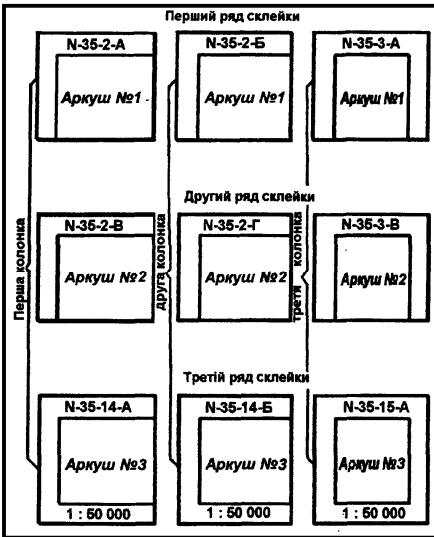 Перший ряд склейки
N-35-2-А N-35-2-Б N-35-3-А
Аркуш №1 Аркуш №1 Аркуш №1
Другий ряд склейки
N-35-2-В N-35-2-Г N-35-3-В
Перша колонка друга колонка третя колонка
Аркуш №2 Аркуш №2 Аркуш №2
Третій ряд склейки
N-35-14-А N-35-14-Б N-35-15-А
Аркуш №3 Аркуш №3 Аркуш №3
1 : 50 000 1 : 50 000 1 : 50 000